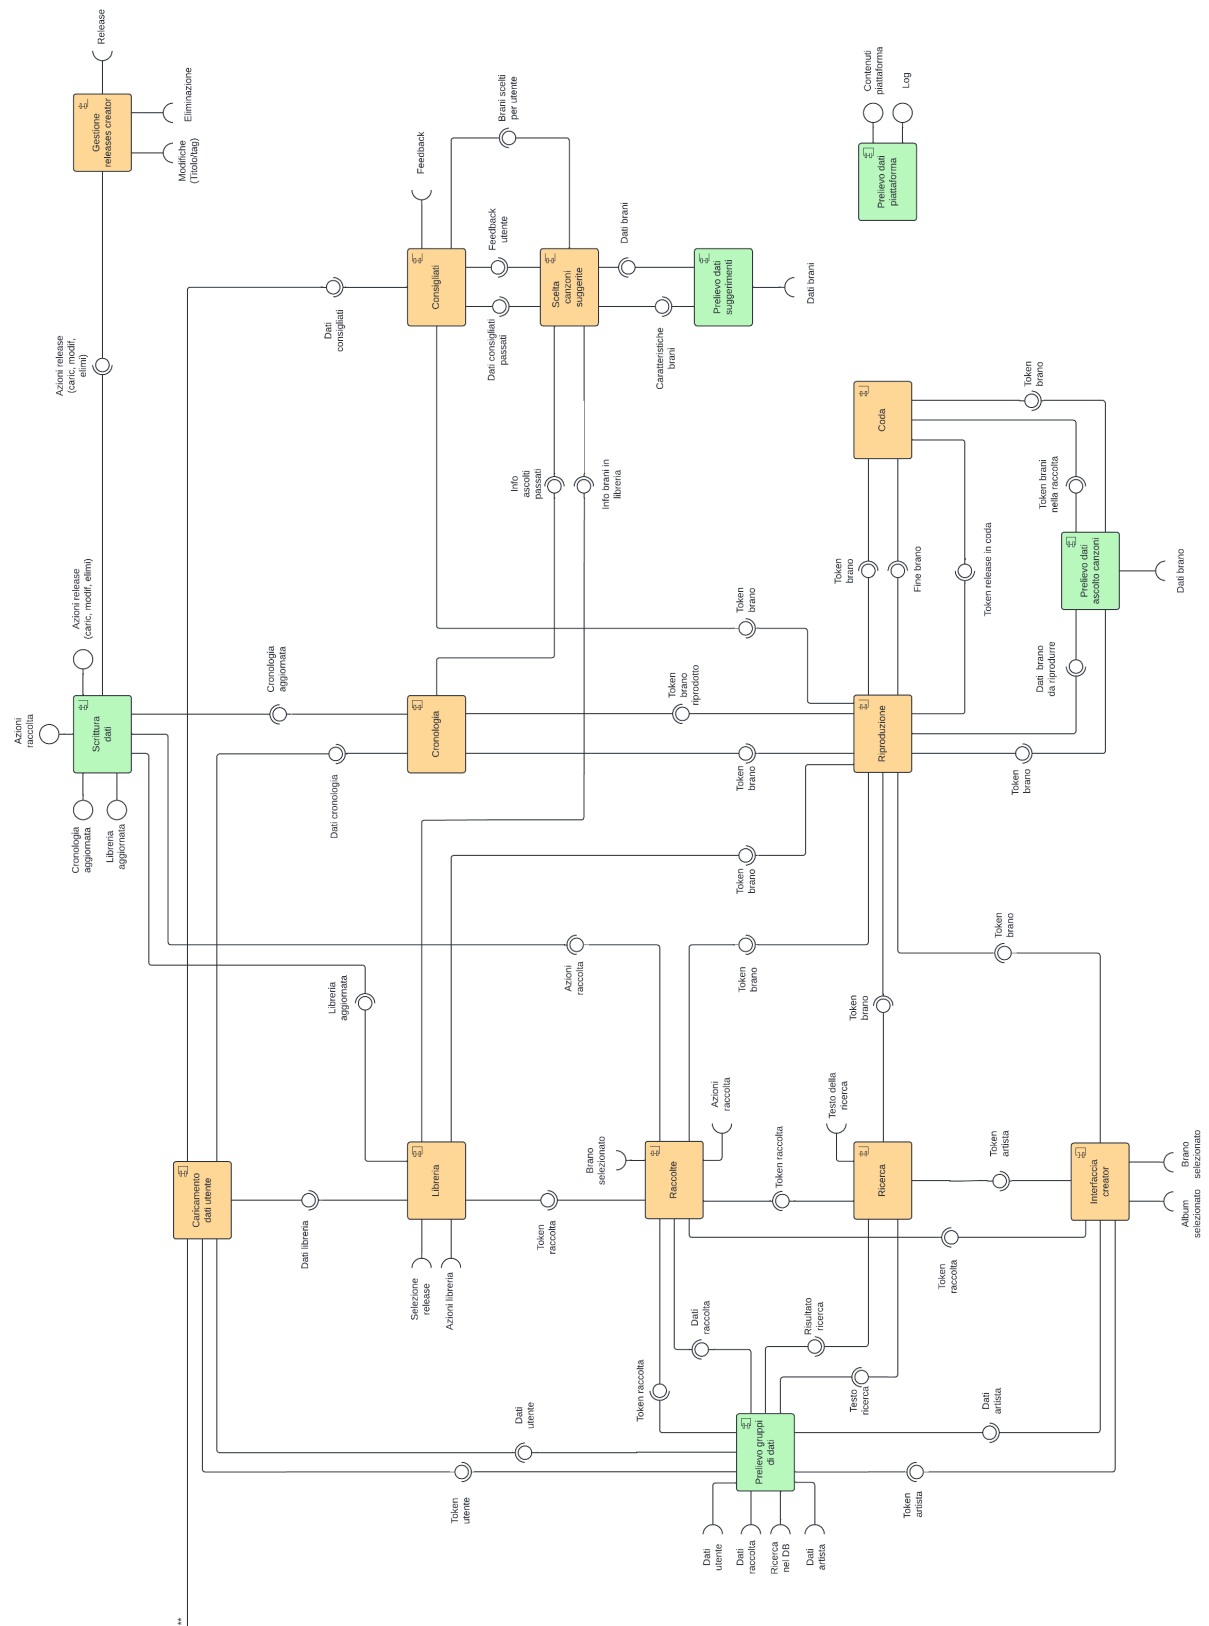 Release
Gestione
releases creator
Eliminazione
Modifiche
(Titolo/tag)
Azioni release
(caric, modif,
elimi)
Azioni release
(caric, modif, elimi)
Azioni
raccolta
Scrittura
dati
Cronologia
aggiornata
Libreria
aggiornata
Contenuti
piattaforma
Log
Prelievo dati
piattaforma
Feedback
Brani scelti
per utente
Feedback
utente
Dati brani
Dati
consigliati
Consigliati
Scelta
canzoni
suggerite
Prelievo dati
suggerimenti
Dati brani
Dati consigliati
passati
Caratteristiche
brani
Info
ascolti
passati
Info brani in
libreria
Coda
Token
brano
Token brani
nella raccolta
Token
brano
Fine brano
Token release in coda
Prelievo dati
ascolto canzoni
Dati brano
Dati brano
da riprodurre
Token
brano
Cronologia
aggiornata
Token
brano
riprodotto
Cronologia
Riproduzione
Dati cronologia
Token
brano
Token
brano
Token
brano
Azioni
raccolta
Libreria
aggiornata
Token
brano
Token
brano
Token
brano
Caricamento
dati utente
Libreria
Brano
selezionato
Azioni
raccolta
Raccolte
Token raccolta
Testo della
ricerca
Ricerca
Token
artista
Interfaccia
creator
Brano
selezionato
Album
selezionato
Dati libreria
Token
raccolta
Selezione
release
Azioni libreria
Token
raccolta
Dati
raccolta
Risultato
ricerca
Token raccolta
Testo
ricerca
Dati
artista
Dati
utente
Token
utente
Prelievo gruppi
di dati
Token
artista
Dati
utente
Dati
raccolta
Ricerca
nel DB
Dati
artista
**